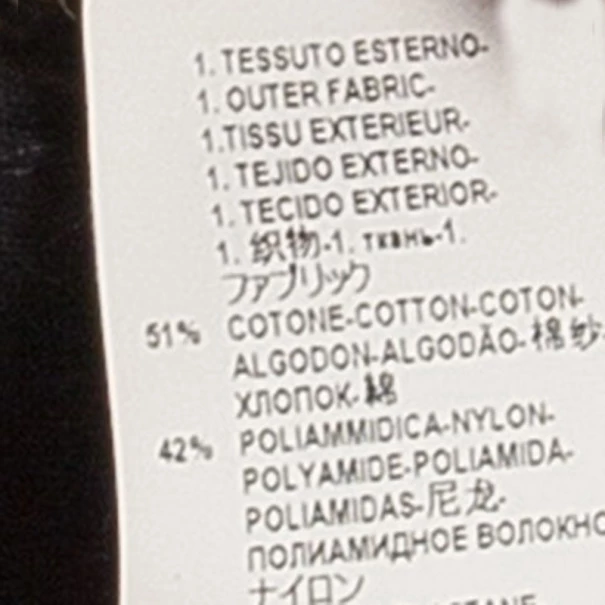 1. TESSUTO ESTERNO-
1. OUTER FABRIC-
1.TISSU EXTERIEUR-
1. TEJIDO EXTERNO-
1. TECIDO EXTERIOR-
1. 织物-1. ткань-1.
ファブリック
51% COTONE-COTTON-COTON-
ALGODON-ALGODÃO-棉纱-
ХЛОПОК-綿
42% POLIAMMIDICA-NYLON-
POLYAMIDE-POLIAMIDA-
POLIAMIDAS-尼龙-
ПОЛИАМИДНОЕ ВОЛОКНО
ナイロン